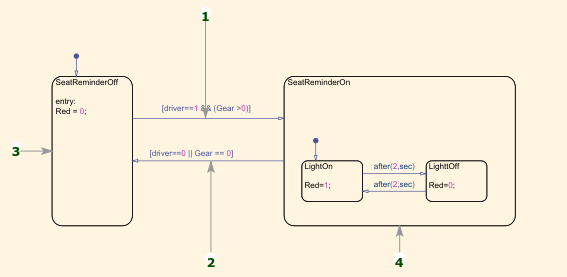 1
SeatReminderOff
SeatReminderOn
entry:
Red = 0;
[driver==1 && (Gear >0)]
3
[driver==0 || Gear == 0]
LightOn
after(2,sec)
LighttOff
Red=1;
after(2,sec)
Red=0;
2
4